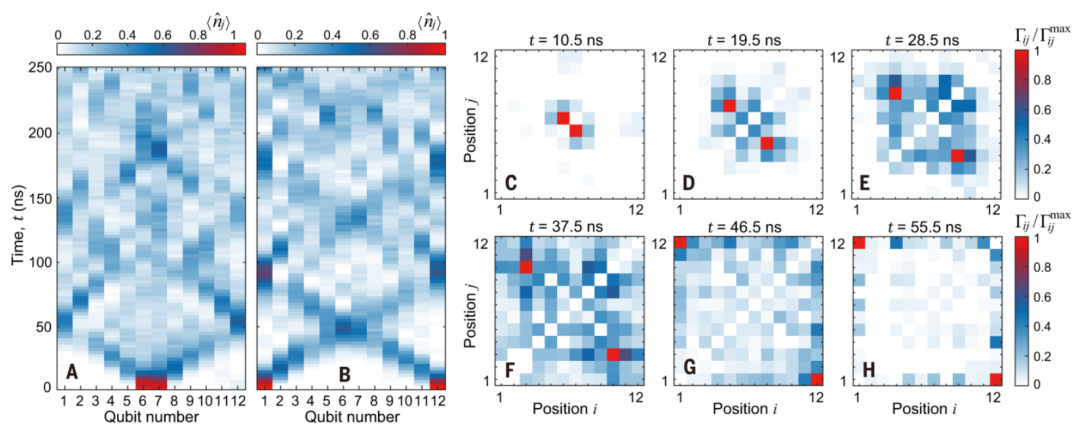 ⟨n̂j⟩ ⟨n̂j⟩
0 0.2 0.4 0.6 0.8 1 0 0.2 0.4 0.6 0.8 1
250
200
150
100
50
0
Time, t (ns)
A
B
1 2 3 4 5 6 7 8 9 10 11 12 1 2 3 4 5 6 7 8 9 10 11 12
Qubit number Qubit number
t = 10.5 ns t = 19.5 ns t = 28.5 ns
Γij / Γij^max
12
Position j
1
C D E
1
0.8
0.6
0.4
0.2
0
1 12
t = 37.5 ns t = 46.5 ns t = 55.5 ns
Γij / Γij^max
12
Position j
1
F G H
1
0.8
0.6
0.4
0.2
0
1 12 1 12 1 12
Position i Position i